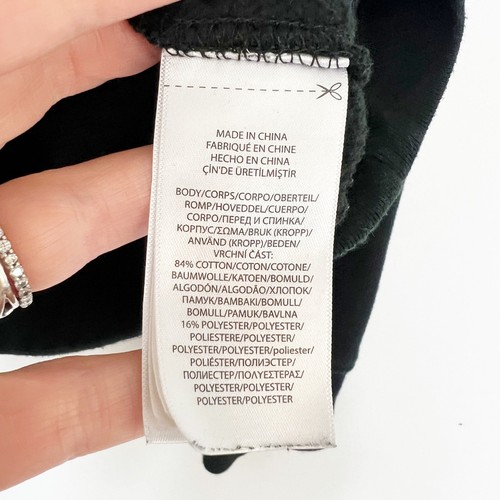 MADE IN CHINA
FABRIQUÉ EN CHINE
HECHO EN CHINA
ÇİN'DE ÜRETİLMİŞTİR
BODY/CORPS/CORPO/OBERTEIL/
ROMP/HOVEDDEL/CUERPO/
CORPO/ПЕРЕД И СПИНКА/
КОРПУС/ΣΩΜΑ/BRUK (KROPP)/
ANVÄND (KROPP)/BEDEN/
VRCHNÍ ČÁST:
84% COTTON/COTON/COTONE/
BAUMWOLLE/KATOEN/BOMULD/
ALGODÓN/ALGODÃO/ХЛОПОК/
ПАМУК/BAMBAKI/BOMULL/
BOMULL/PAMUK/BAVLNA
16% POLYESTER/POLYESTER/
POLIESTERE/POLYESTER/
POLYESTER/POLYESTER/poliester/
POLIÉSTER/ПОЛИЭСТЕР/
ПОЛИЕСТЕР/ΠΟΛΥΕΣΤΕΡΑΣ/
POLYESTER/POLYESTER/
POLYESTER/POLYESTER